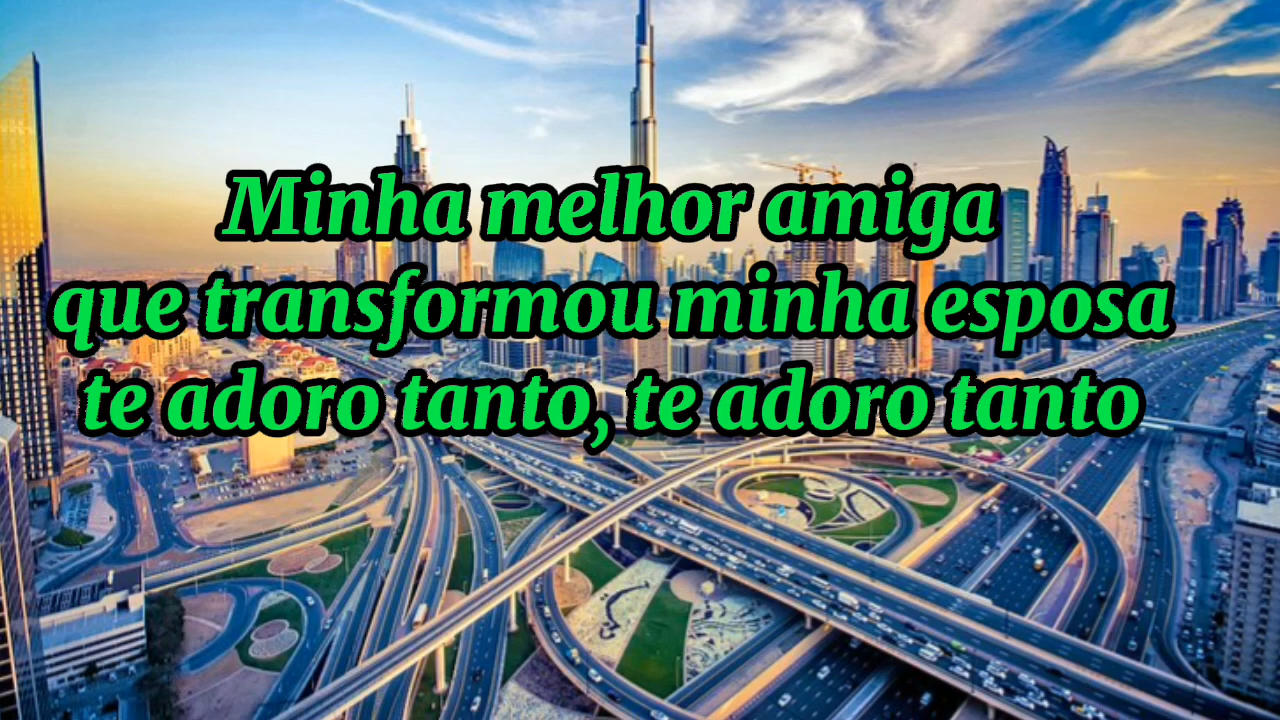 Minha melhor amiga
que transformou minha esposa
te adoro tanto, te adoro tanto